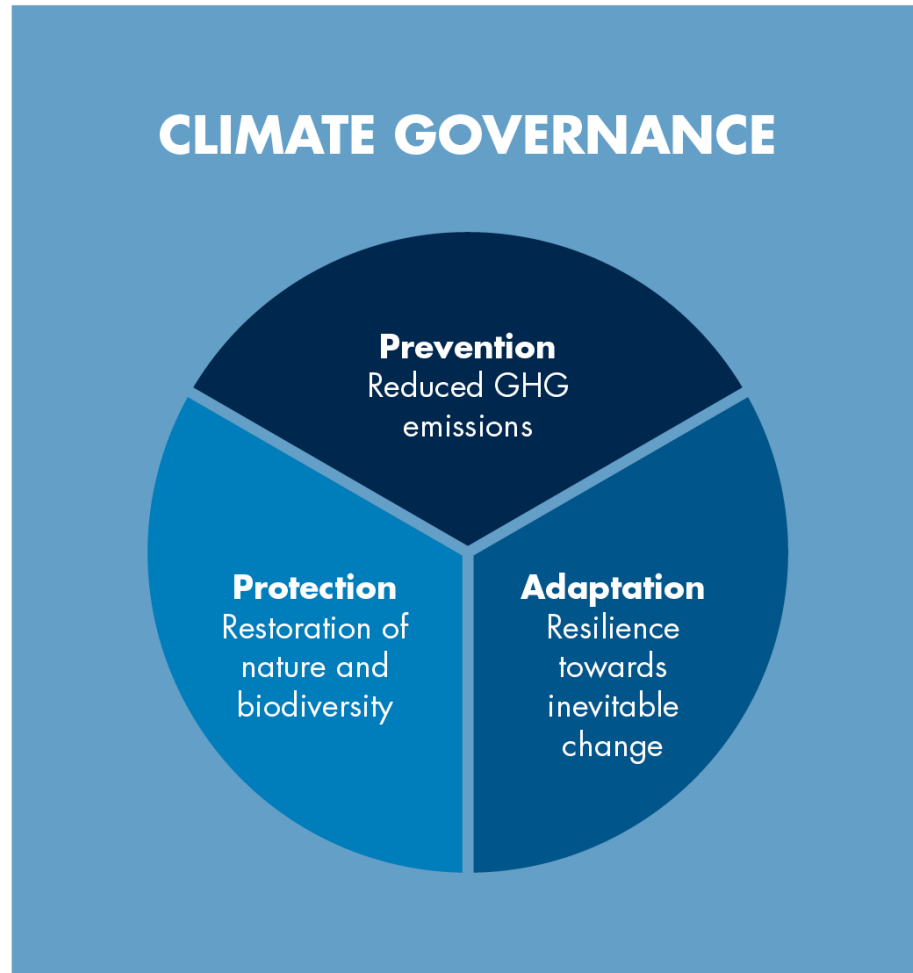 CLIMATE GOVERNANCE
Prevention
Reduced GHG
emissions
Protection
Restoration of
nature and
biodiversity
Adaptation
Resilience
towards
inevitable
change